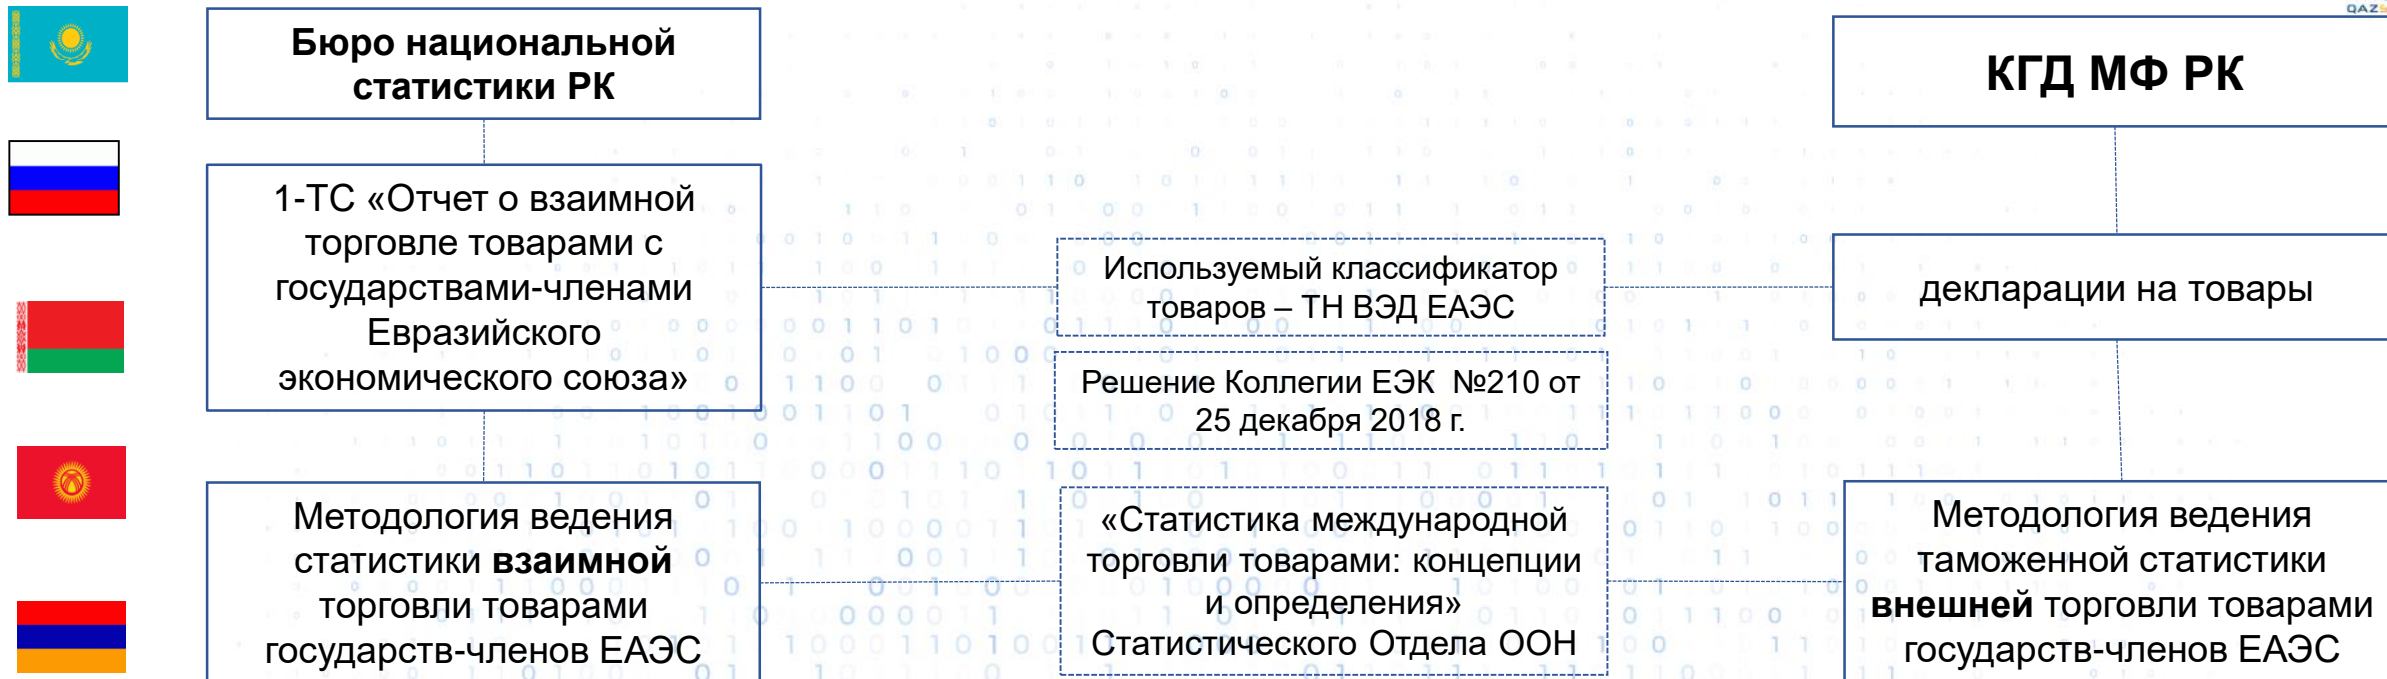 Бюро национальной
статистики РК
1-ТС «Отчет о взаимной
торговле товарами с
государствами-членами
Евразийского
экономического союза»
Методология ведения
статистики взаимной
торговли товарами
государств-членов ЕАЭС
Используемый классификатор
товаров – ТН ВЭД ЕАЭС
Решение Коллегии ЕЭК №210 от
25 декабря 2018 г.
«Статистика международной
торговли товарами: концепции
и определения»
Статистического Отдела ООН
КГД МФ РК
декларации на товары
Методология ведения
таможенной статистики
внешней торговли товарами
государств-членов ЕАЭС